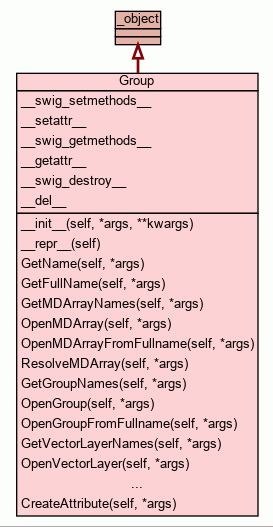 _object
Group
__swig_setmethods__
__setattr__
__swig_getmethods__
__getattr__
__swig_destroy__
__del__
__init__(self, *args, **kwargs)
__repr__(self)
GetName(self, *args)
GetFullName(self, *args)
GetMDArrayNames(self, *args)
OpenMDArray(self, *args)
OpenMDArrayFromFullname(self, *args)
ResolveMDArray(self, *args)
GetGroupNames(self, *args)
OpenGroup(self, *args)
OpenGroupFromFullname(self, *args)
GetVectorLayerNames(self, *args)
OpenVectorLayer(self, *args)
...
CreateAttribute(self, *args)